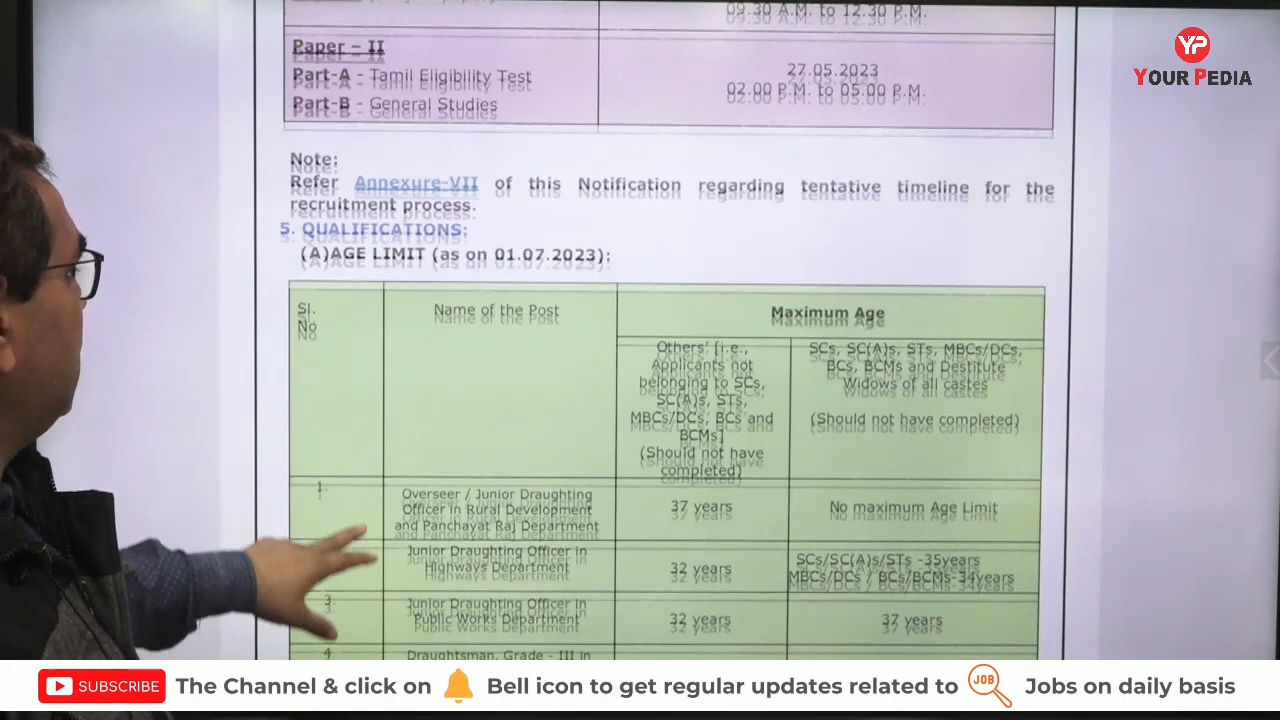 09.30 A.M. to 12.30 P.M.
YP
YOUR PEDIA
Paper – II
Part-A - Tamil Eligibility Test
Part-B - General Studies
27.05.2023
02.00 P.M. to 05.00 P.M.
Note:
Refer Annexure-VII of this Notification regarding tentative timeline for the
recruitment process.
5. QUALIFICATIONS:
(A)AGE LIMIT (as on 01.07.2023):
Sl.
No
Name of the Post
Maximum Age
Others' [i.e.,
Applicants not
belonging to SCs,
SC(A)s, STs,
MBCs/DCs, BCs and
BCMs]
(Should not have
completed)
SCs, SC(A)s, STs, MBCs/DCs,
BCs, BCMs and Destitute
Widows of all castes
(Should not have completed)
1.
Overseer / Junior Draughting
Officer in Rural Development
and Panchayat Raj Department
37 years
No maximum Age Limit
Junior Draughting Officer in
Highways Department
32 years
SCs/SC(A)s/STs -35years
MBCs/DCs / BCs/BCMs-34years
3.
Junior Draughting Officer in
Public Works Department
32 years
37 years
4.
Draughtsman, Grade - III in
SUBSCRIBE The Channel & click on Bell icon to get regular updates related to JOB Jobs on daily basis